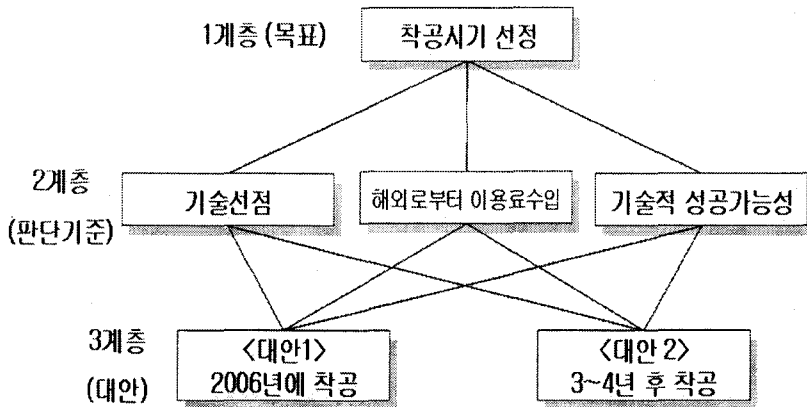 1계층 (목표)
착공시기 선정
2계층
(판단기준)
기술선점
해외로부터 이용료수입
기술적 성공가능성
3계층
(대안)
<대안1>
2006년에 착공
<대안 2>
3~4년 후 착공